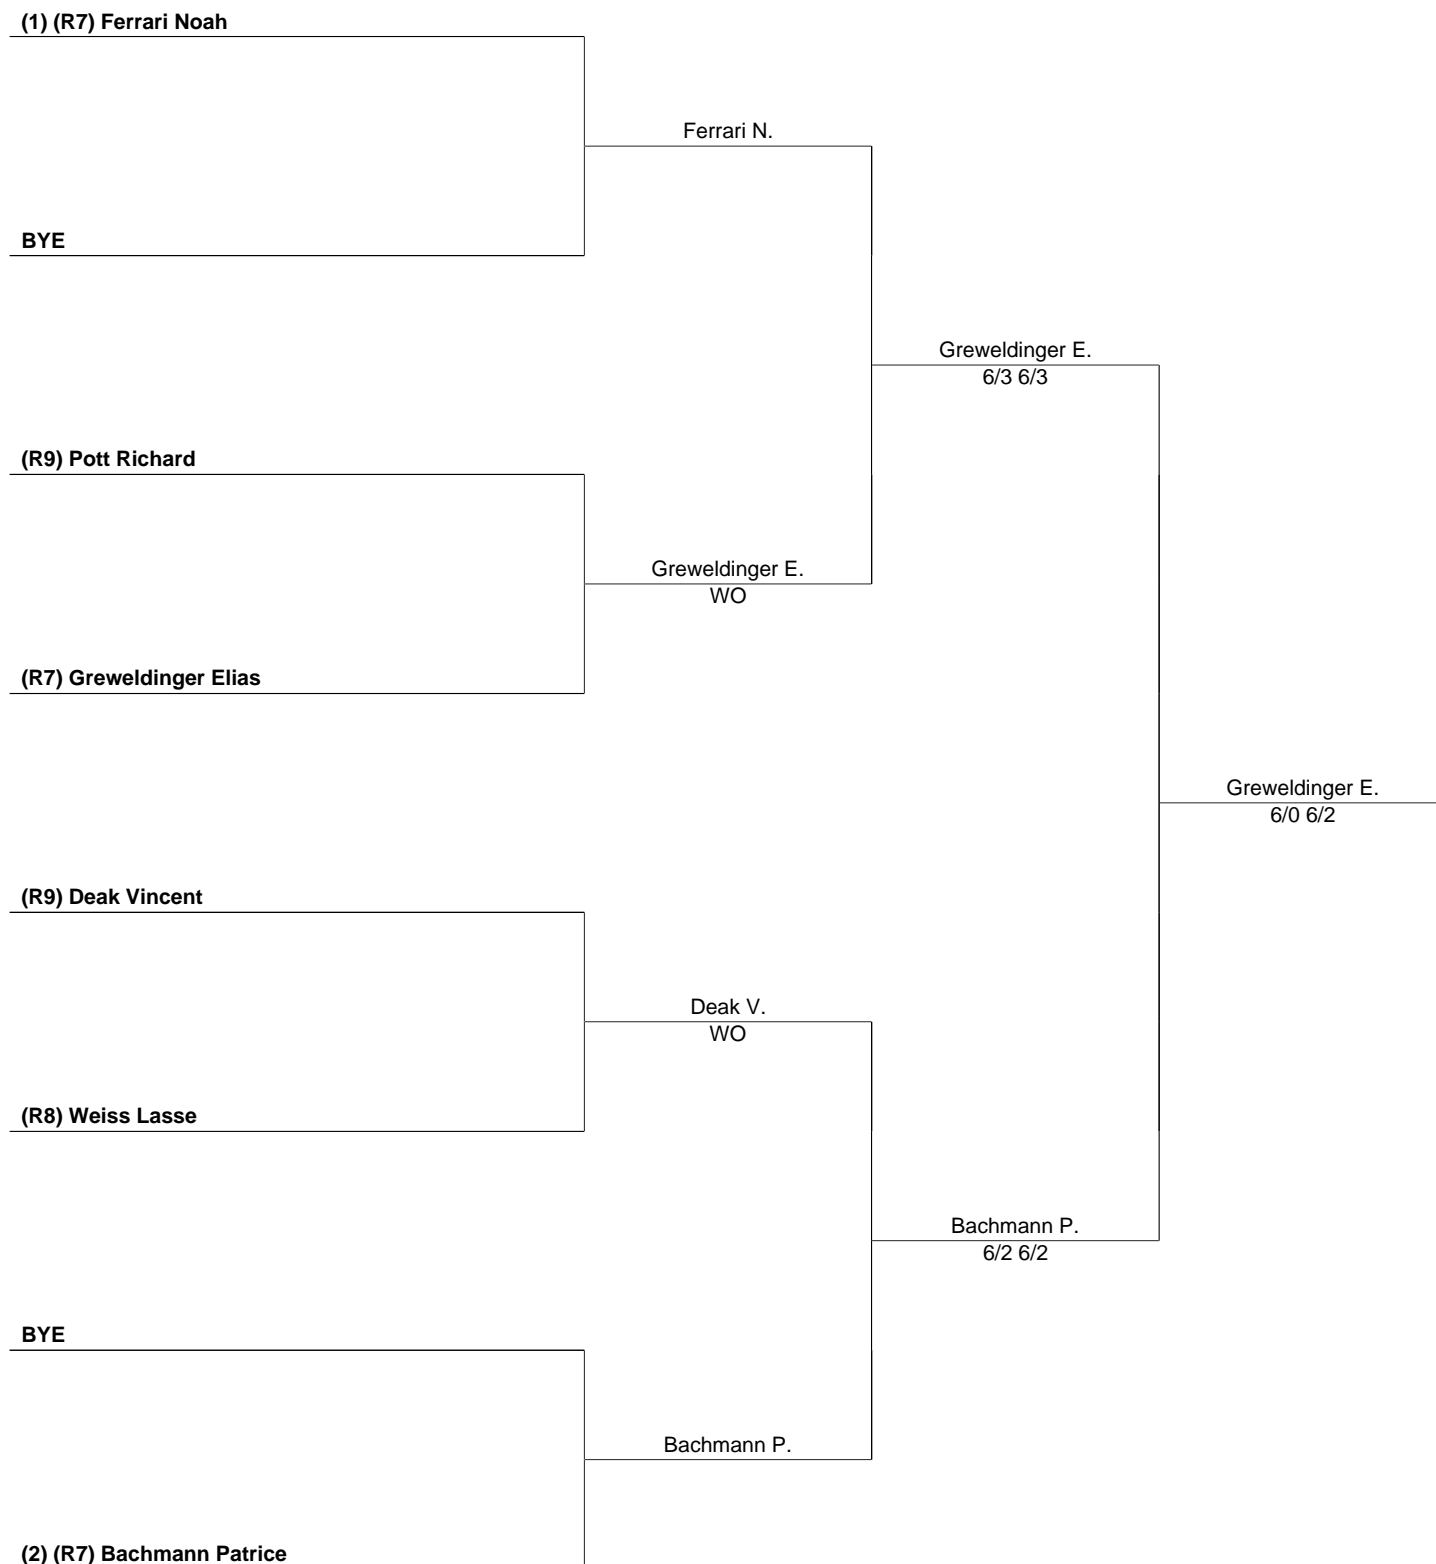 (1) (R7) Ferrari Noah
Ferrari N.
BYE
Greweldinger E.
6/3 6/3
(R9) Pott Richard
Greweldinger E.
WO
(R7) Greweldinger Elias
Greweldinger E.
6/0 6/2
(R9) Deak Vincent
Deak V.
WO
(R8) Weiss Lasse
Bachmann P.
6/2 6/2
BYE
Bachmann P.
(2) (R7) Bachmann Patrice